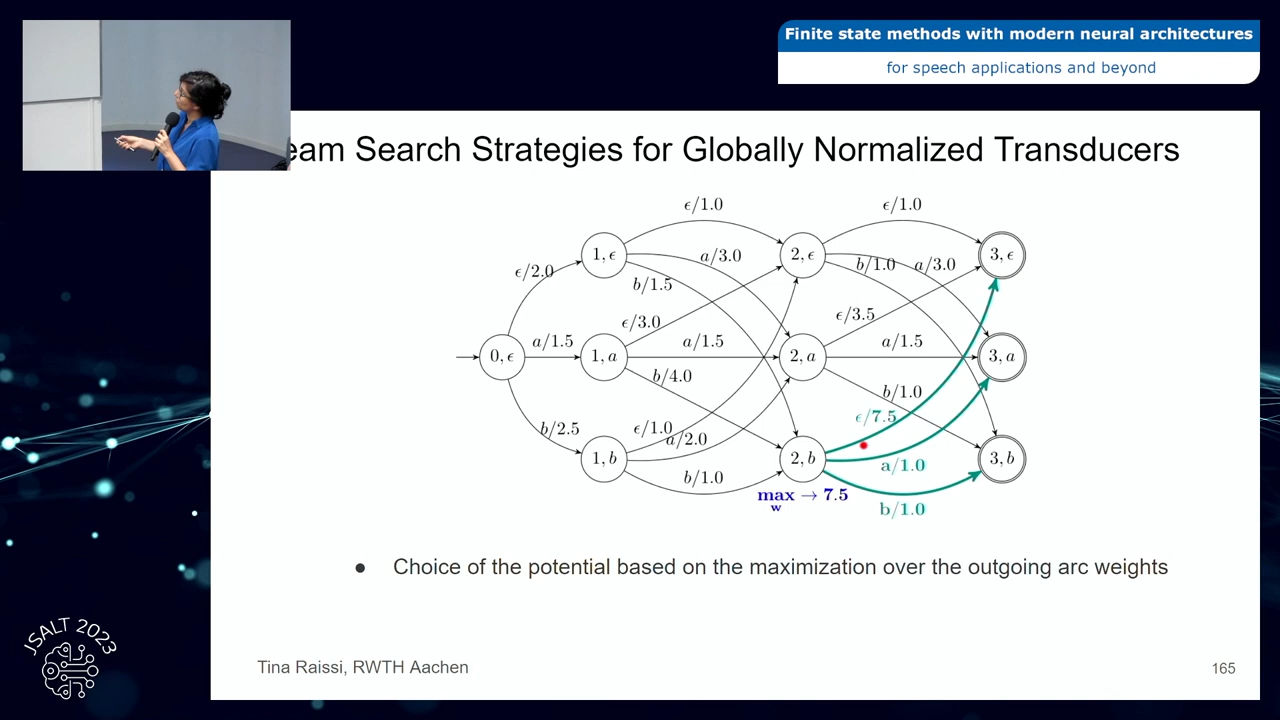 Finite state methods with modern neural architectures
for speech applications and beyond
eam Search Strategies for Globally Normalized Transducers
ϵ/1.0
ϵ/1.0
1, ϵ
2, ϵ
3, ϵ
a/3.0
b/1.0
a/3.0
ϵ/2.0
b/1.5
ϵ/3.0
ϵ/3.5
a/1.5
a/1.5
a/1.5
0, ϵ
1, a
2, a
3, a
b/4.0
b/1.0
ϵ/7.5
b/2.5
ϵ/1.0
a/2.0
1, b
2, b
3, b
a/1.0
b/1.0
max → 7.5
w
b/1.0
● Choice of the potential based on the maximization over the outgoing arc weights
JSALT 2023
Tina Raissi, RWTH Aachen
165